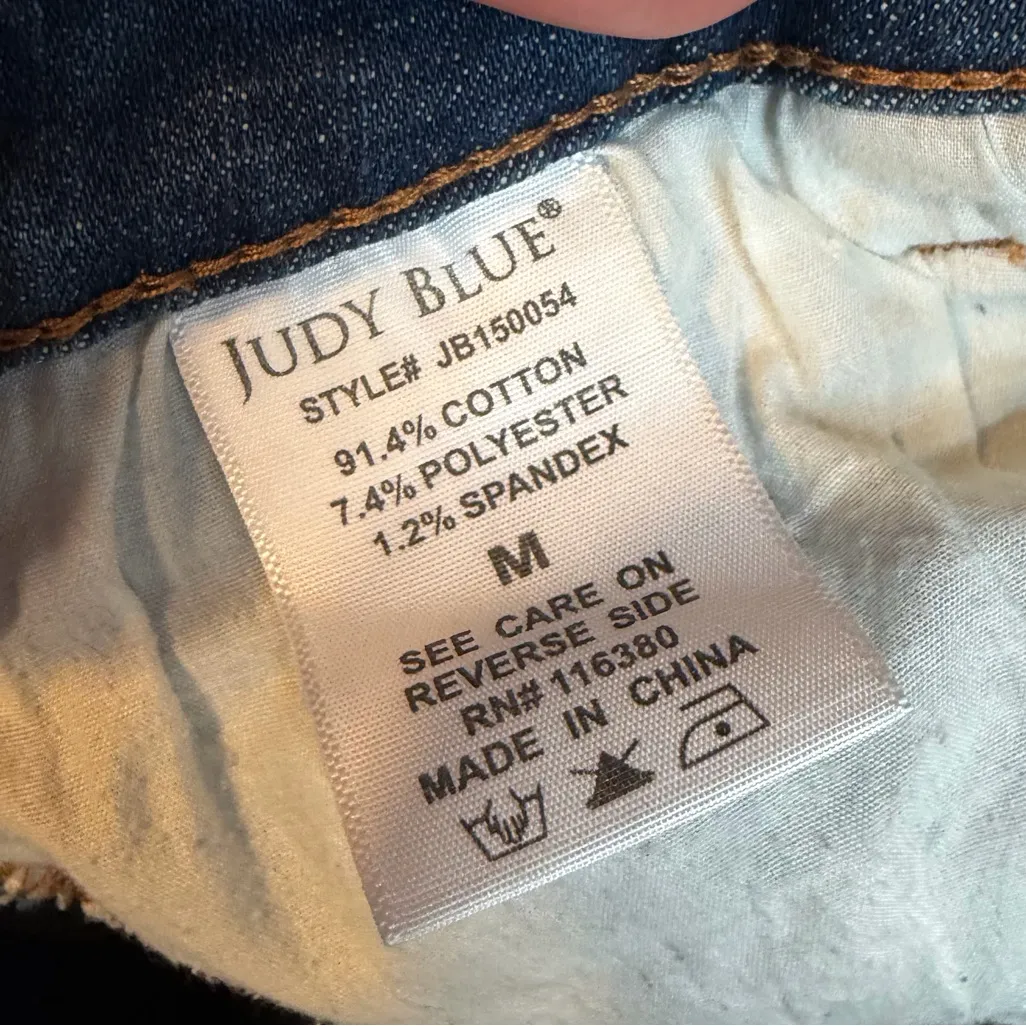 JUDY BLUE®
STYLE# JB150054
91.4% COTTON
7.4% POLYESTER
1.2% SPANDEX
M
SEE CARE ON
REVERSE SIDE
RN# 116380
MADE IN CHINA